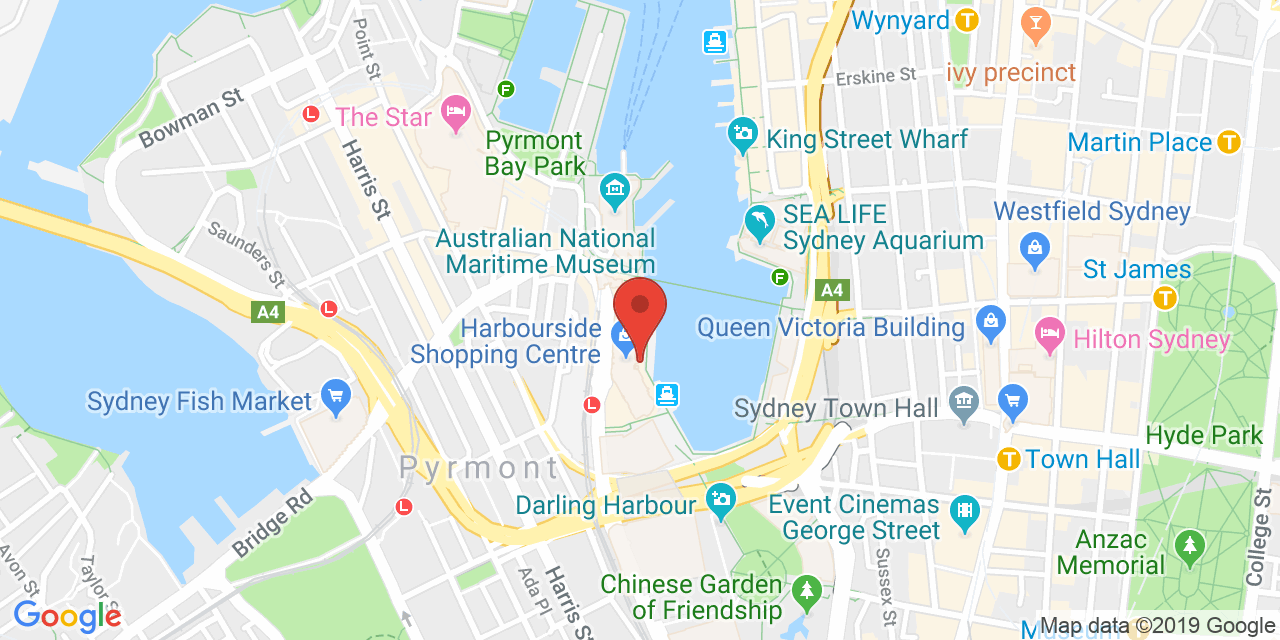 Wynyard
T
ivy precinct
Erskine St
Point St
Bowman St
L
The Star
F
Pyrmont
Bay Park
Harris St
King Street Wharf
Martin Place
T
Australian National
Maritime Museum
SEA LIFE
Sydney Aquarium
F
Westfield Sydney
St James
T
Saunders St
A4
L
A4
Harbourside
Shopping Centre
Queen Victoria Building
Hilton Sydney
Sydney Fish Market
L
Sydney Town Hall
Hyde Park
Pyrmont
T
Town Hall
L
Bridge Rd
Darling Harbour
Event Cinemas
George Street
College St
Anzac
Memorial
Avon St
Taylor St
Ada Pl
Harris St
Sussex St
Chinese Garden
of Friendship
Google
Museum
T
Map data ©2019 Google